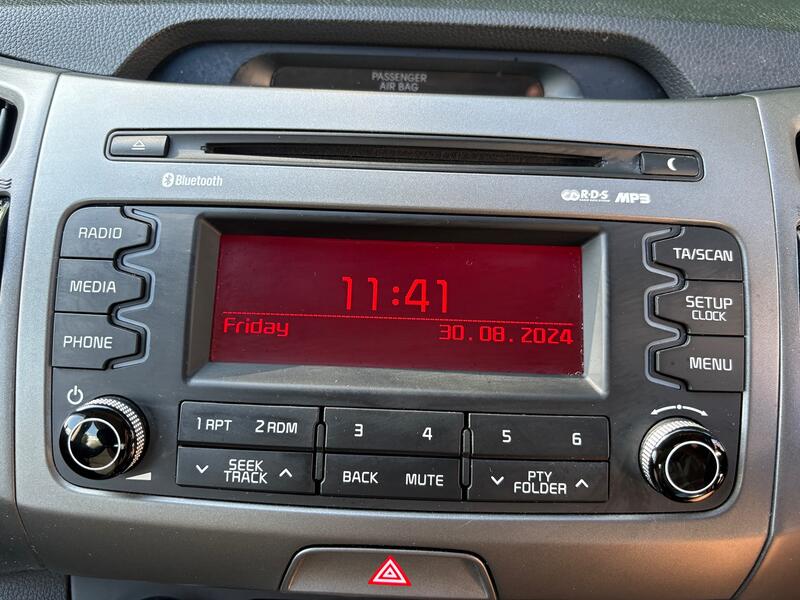 PASSENGER
AIR BAG
Bluetooth
R·D·S MP3
RADIO
MEDIA
PHONE
11:41
Friday 30.08.2024
TA/SCAN
SETUP
CLOCK
MENU
1 RPT 2 RDM 3 4 5 6
SEEK
TRACK
BACK MUTE
PTY
FOLDER